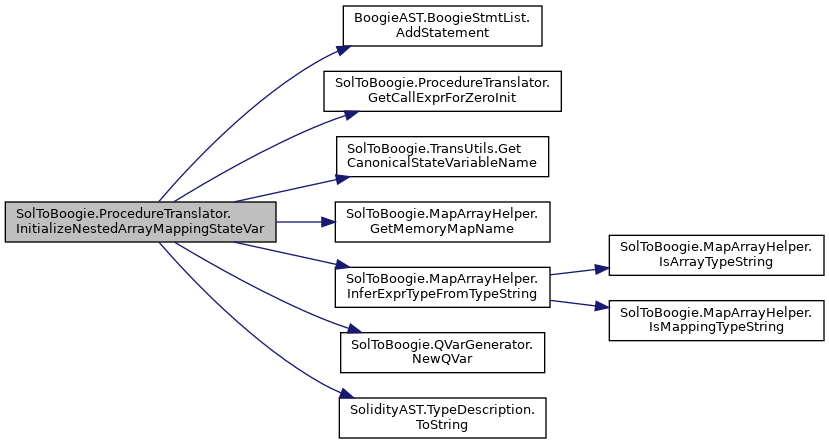 SolToBoogie.ProcedureTranslator.
InitializeNestedArrayMappingStateVar
BoogieAST.BoogieStmtList.
AddStatement
SolToBoogie.ProcedureTranslator.
GetCallExprForZeroInit
SolToBoogie.TransUtils.Get
CanonicalStateVariableName
SolToBoogie.MapArrayHelper.
GetMemoryMapName
SolToBoogie.MapArrayHelper.
InferExprTypeFromTypeString
SolToBoogie.MapArrayHelper.
IsArrayTypeString
SolToBoogie.MapArrayHelper.
IsMappingTypeString
SolToBoogie.QVarGenerator.
NewQVar
SolidityAST.TypeDescription.
ToString